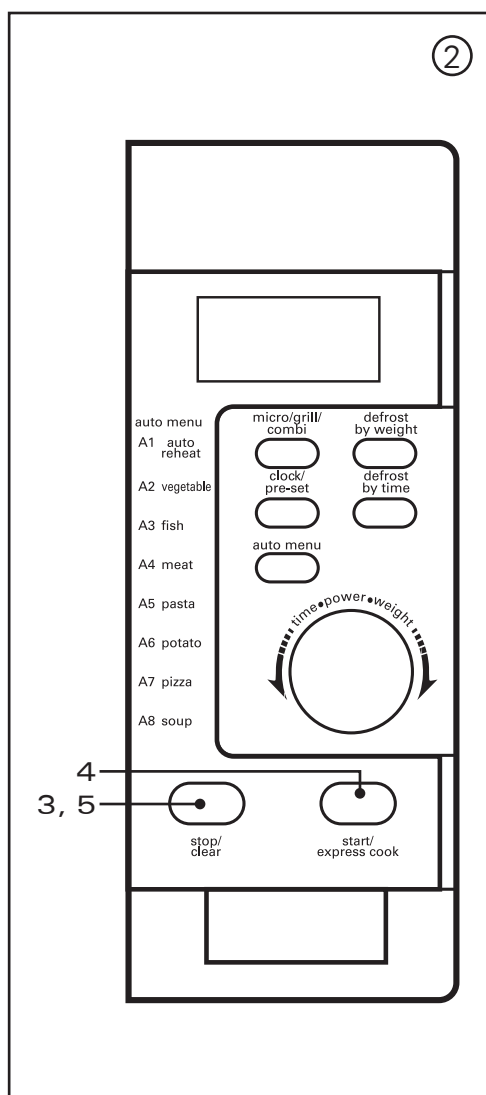 2
auto menu
A1 auto
reheat
A2 vegetable
A3 fish
A4 meat
A5 pasta
A6 potato
A7 pizza
A8 soup
micro/grill/
combi
defrost
by weight
clock/
pre-set
defrost
by time
auto menu
time•power•weight
4
3, 5
stop/
clear
start/
express cook